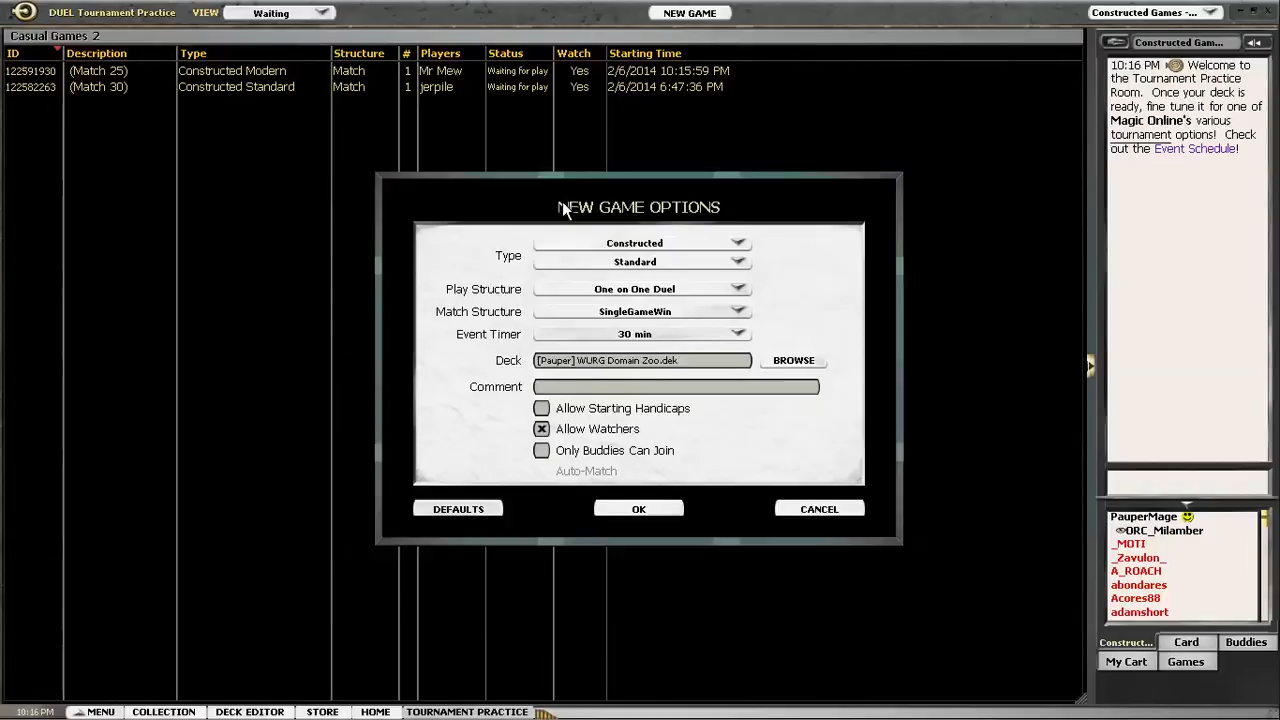 DUEL Tournament Practice VIEW Waiting NEW GAME Constructed Games -...
Casual Games 2
ID Description Type Structure # Players Status Watch Starting Time
122591930 (Match 25) Constructed Modern Match 1 Mr Mew Waiting for play Yes 2/6/2014 10:15:59 PM
122582263 (Match 30) Constructed Standard Match 1 jerpile Waiting for play Yes 2/6/2014 6:47:36 PM
NEW GAME OPTIONS
Type Constructed
Standard
Play Structure One on One Duel
Match Structure SingleGameWin
Event Timer 30 min
Deck [Pauper] WURG Domain Zoo.dek BROWSE
Comment
Allow Starting Handicaps
Allow Watchers
Only Buddies Can Join
Auto-Match
DEFAULTS OK CANCEL
Constructed Gam...
10:16 PM Welcome to
the Tournament Practice
Room. Once your deck is
ready, fine tune it for one of
Magic Online's various
tournament options! Check
out the Event Schedule!
PauperMage
ORC_Milamber
_MOTI
_Zavulon_
A_ROACH
abondares
Acores88
adamshort
Construct... Card Buddies
My Cart Games
10:16 PM MENU COLLECTION DECK EDITOR STORE HOME TOURNAMENT PRACTICE